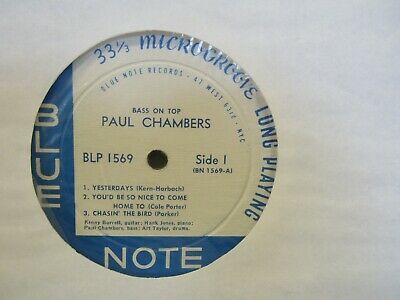 33 1/3 MICROGROOVE LONG PLAYING
BLUE NOTE RECORDS · 47 WEST 63rd · NYC
BASS ON TOP
PAUL CHAMBERS
BLP 1569
Side 1
(BN 1569-A)
1. YESTERDAYS (Kern-Harbach)
2. YOU'D BE SO NICE TO COME
HOME TO (Cole Porter)
3. CHASIN' THE BIRD (Parker)
Kenny Burrell, guitar; Hank Jones, piano;
Paul Chambers, bass; Art Taylor, drums.
BLUE
NOTE